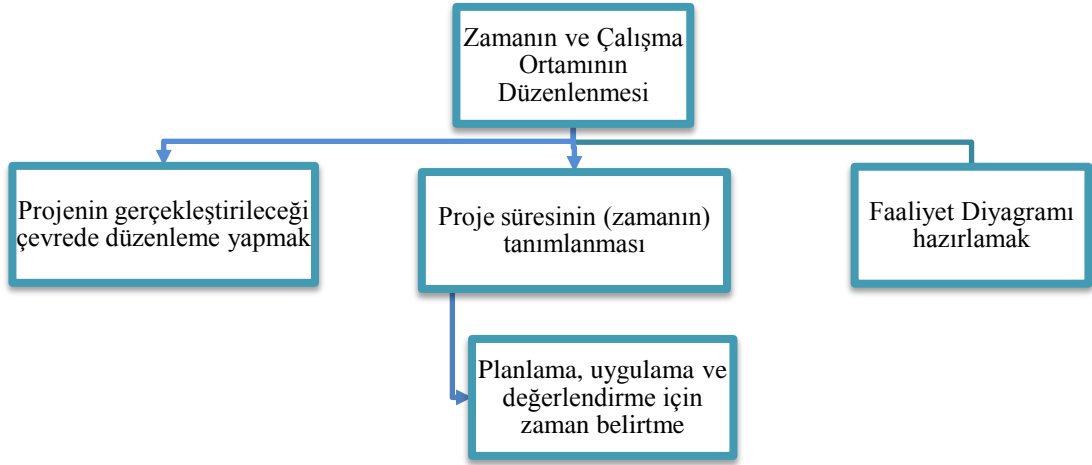 Zamanın ve Çalışma
Ortamının
Düzenlenmesi
Projenin gerçekleştirileceği
çevrede düzenleme yapmak
Proje süresinin (zamanın)
tanımlanması
Faaliyet Diyagramı
hazırlamak
Planlama, uygulama ve
değerlendirme için
zaman belirtme